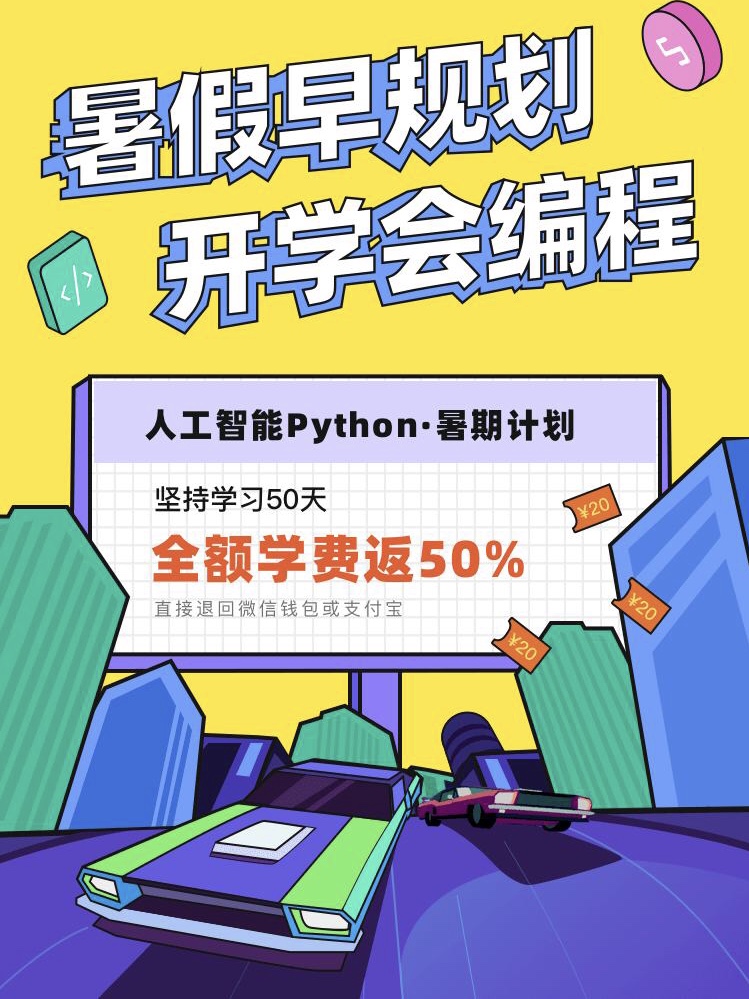 暑假早规划
开学会编程
</>
人工智能Python·暑期计划
坚持学习50天
全额学费返50%
直接退回微信钱包或支付宝
¥20
¥20
¥20